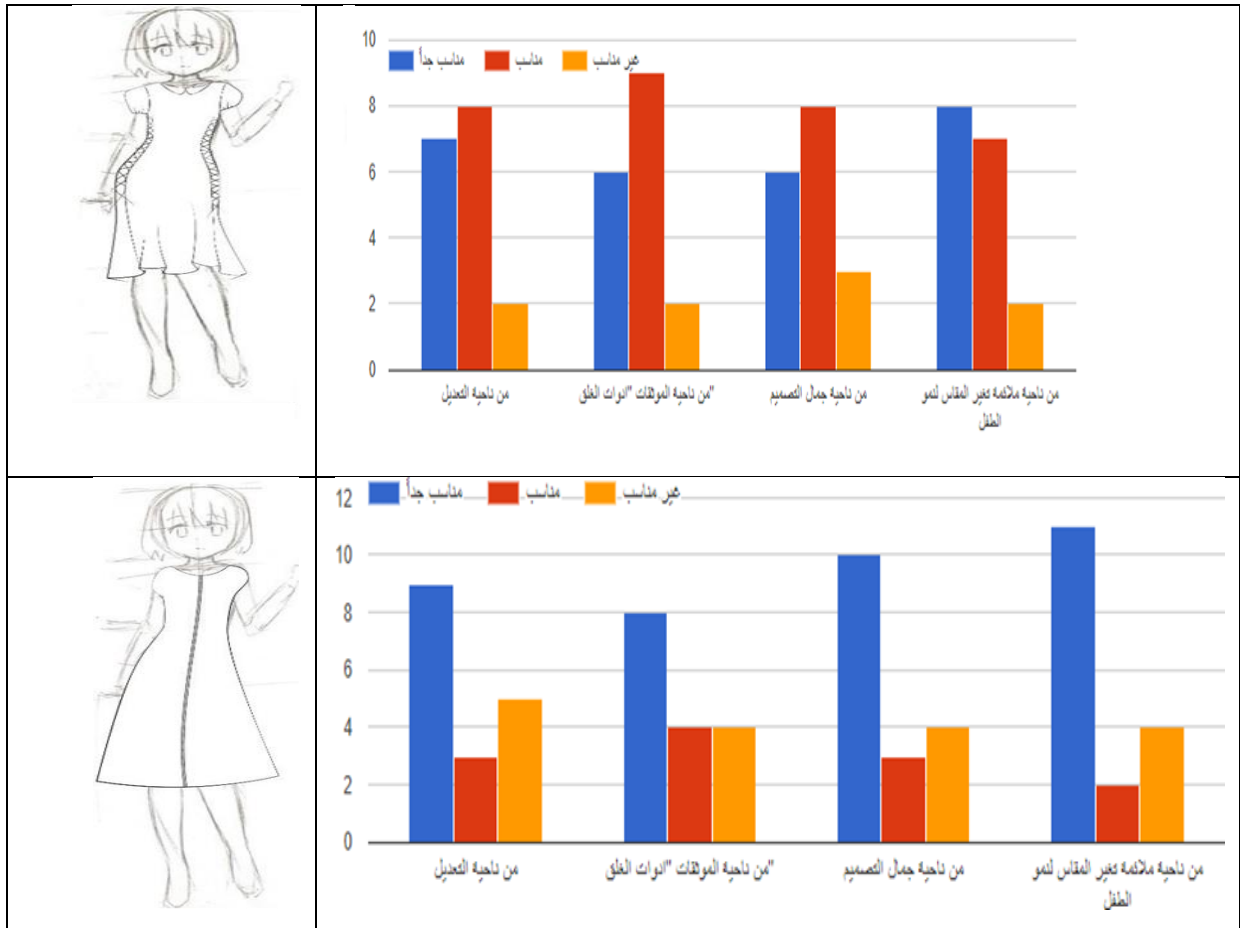 مناسب جداً
مناسب
غير مناسب
10
8
6
4
2
0
من ناحية التعديل
من ناحية الموثقات "ادوات الغلق"
من ناحية جمال التصميم
من ناحية ملائمة تغير المقاس لنمو
الطفل
مناسب جداً
مناسب
غير مناسب
12
10
8
6
4
2
0
من ناحية التعديل
من ناحية الموثقات "ادوات الغلق"
من ناحية جمال التصميم
من ناحية ملائمة تغير المقاس لنمو
الطفل